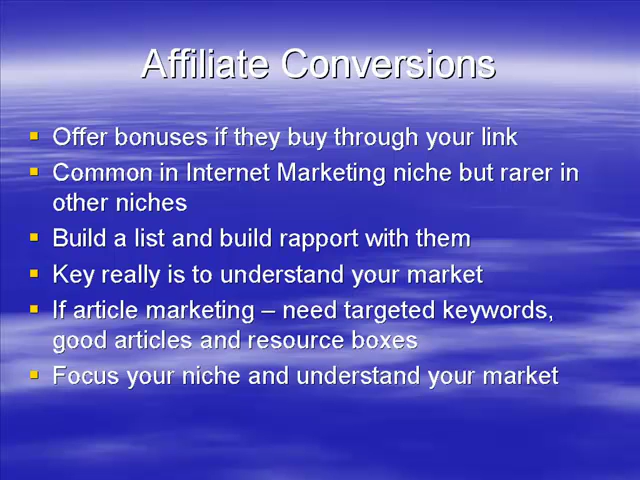 Affiliate Conversions
Offer bonuses if they buy through your link
Common in Internet Marketing niche but rarer in
other niches
Build a list and build rapport with them
Key really is to understand your market
If article marketing – need targeted keywords,
good articles and resource boxes
Focus your niche and understand your market